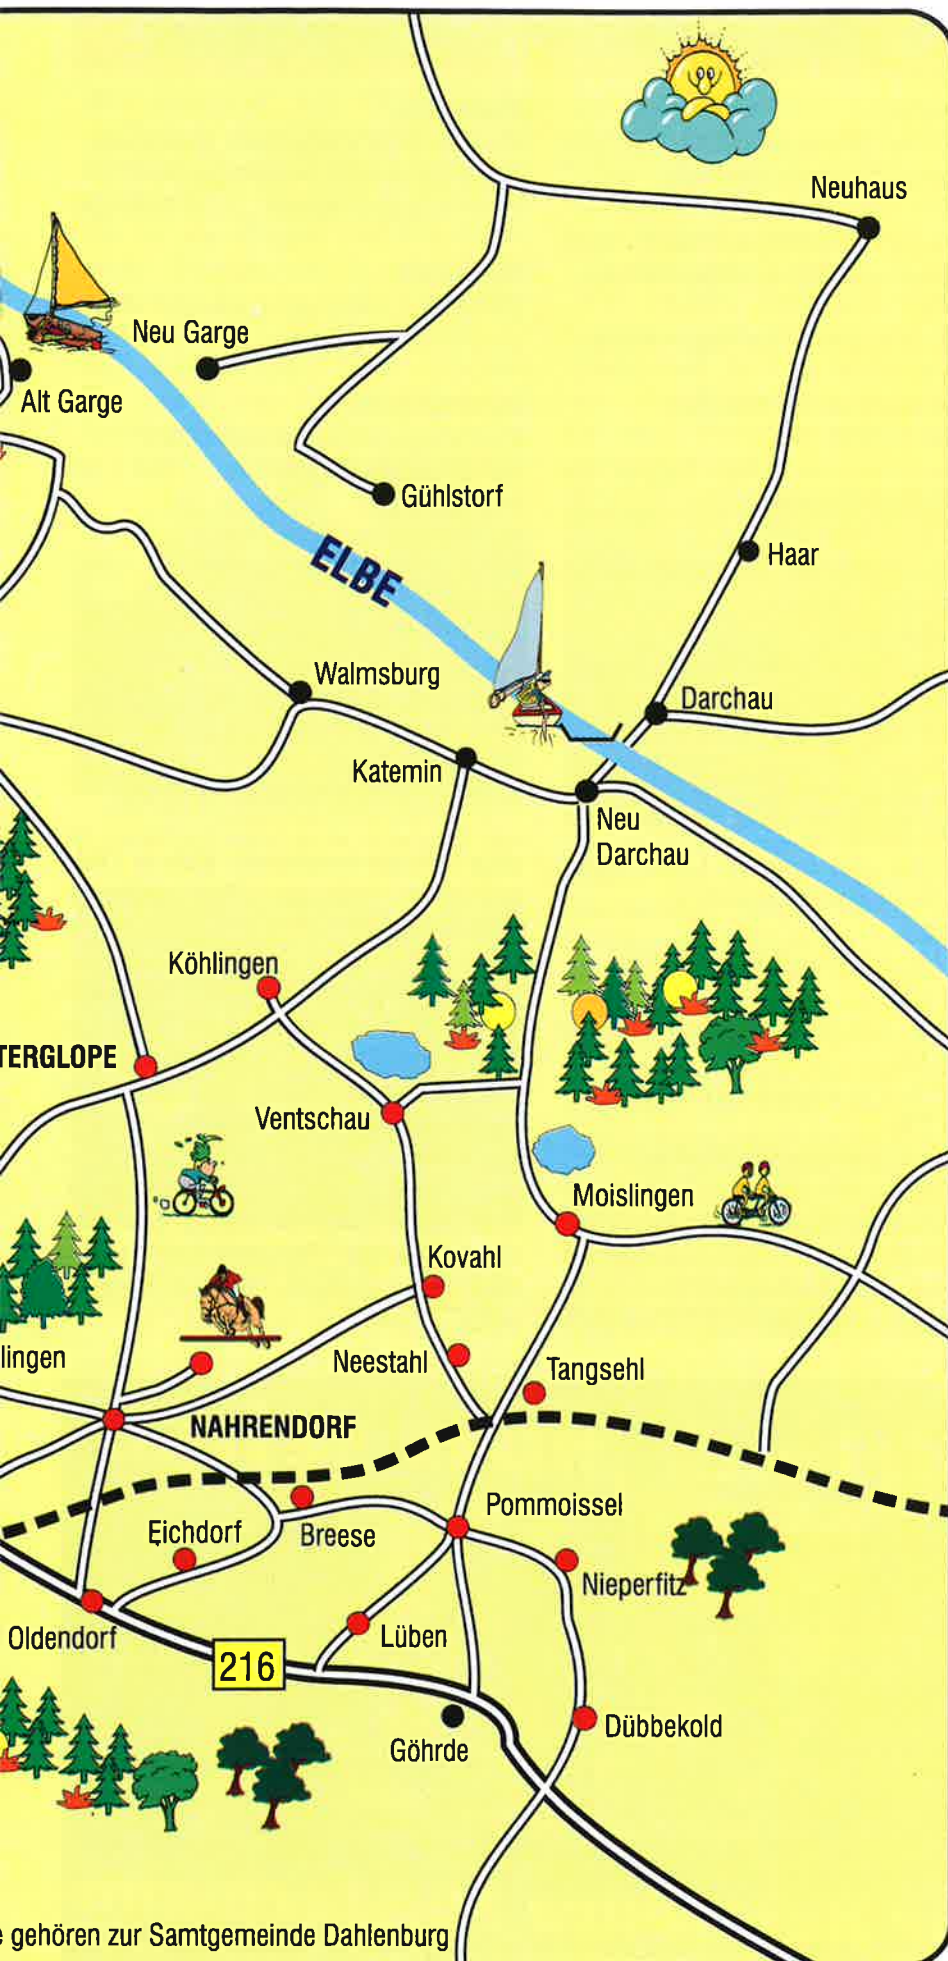 Neuhaus
Neu Garge
Alt Garge
Gühlstorf
ELBE
Haar
Walmsburg
Darchau
Katemin
Neu
Darchau
Köhlingen
TERGLOPE
Ventschau
Moislingen
Kovahl
lingen
Neestahl
Tangsehl
NAHRENDORF
Pommoissel
Eichdorf
Breese
Nieperfitz
Oldendorf
Lüben
216
Dübbekold
Göhrde
e gehören zur Samtgemeinde Dahlenburg